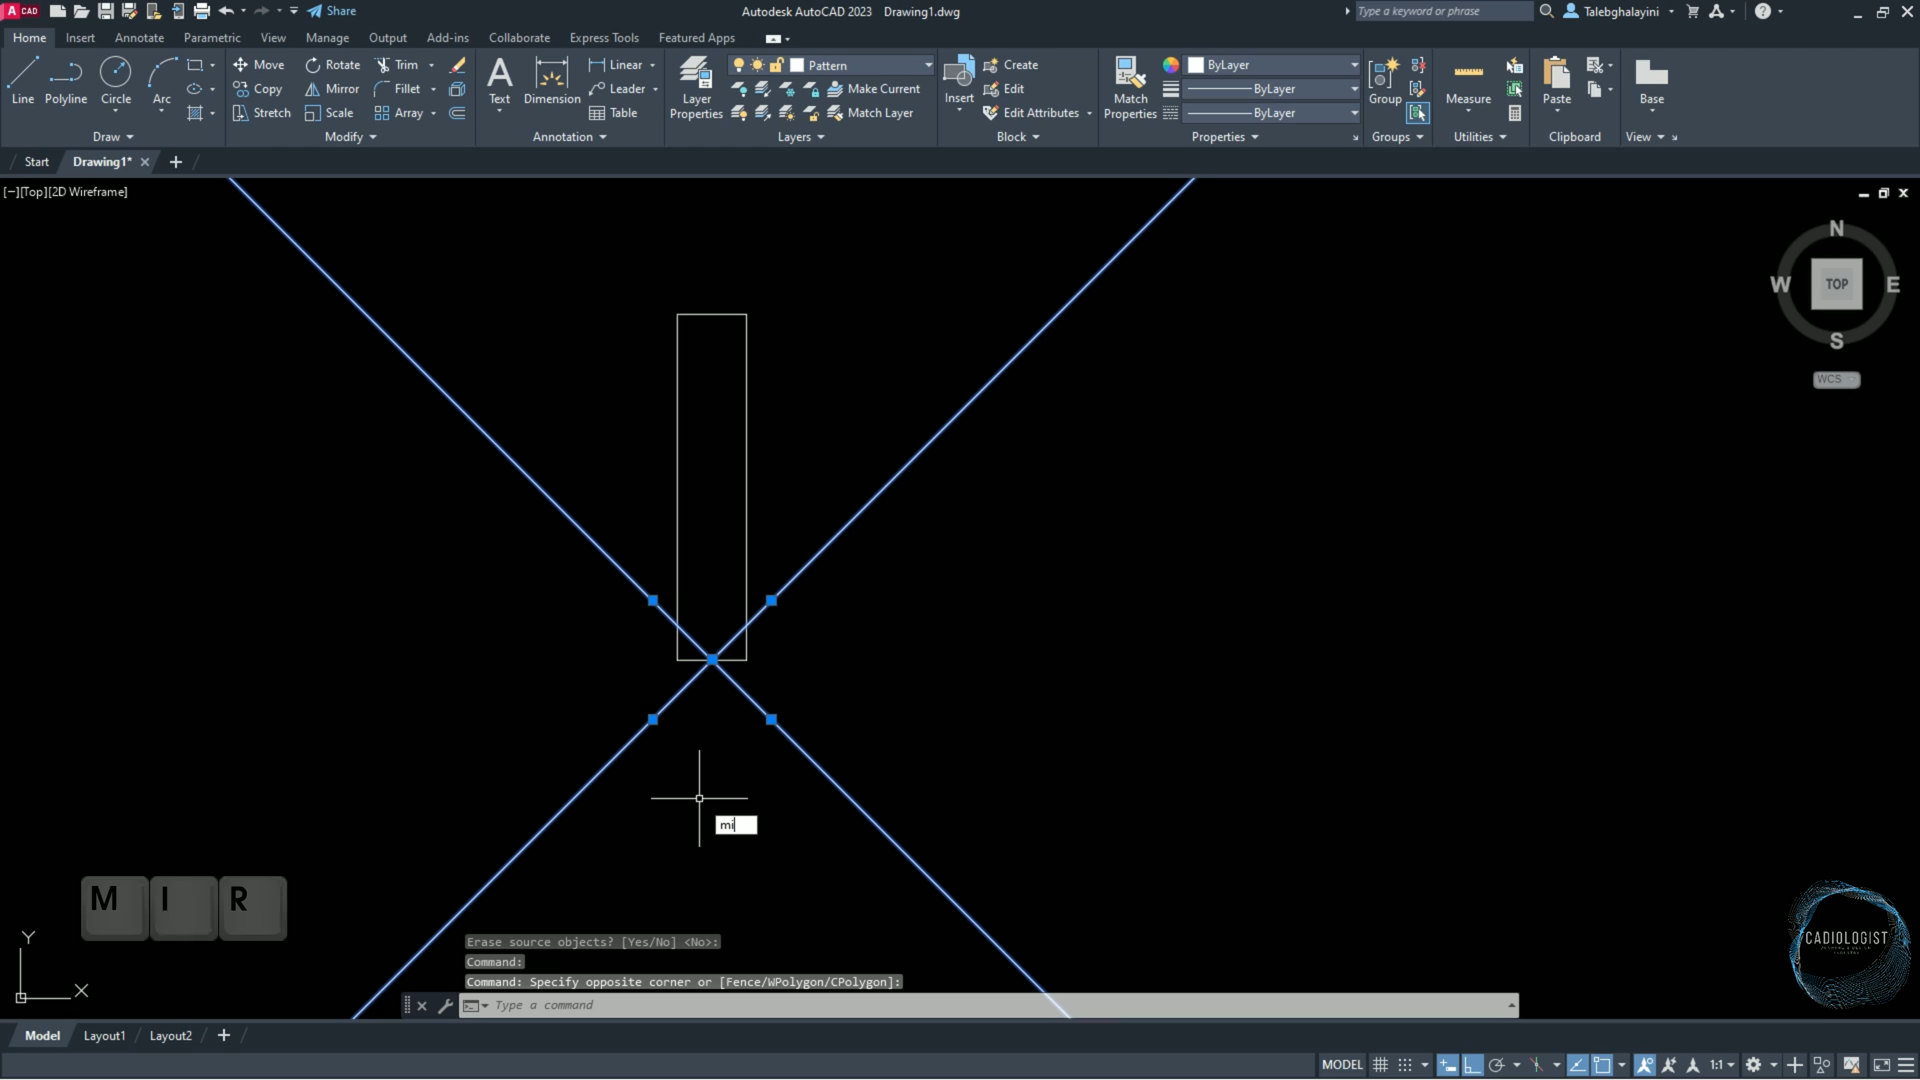 A CAD
Share
Autodesk AutoCAD 2023 Drawing1.dwg
Type a keyword or phrase
Talebghalayini
Home Insert Annotate Parametric View Manage Output Add-ins Collaborate Express Tools Featured Apps
Line Polyline Circle Arc
Draw
Move Rotate Trim
Copy Mirror Fillet
Stretch Scale Array
Modify
Text Dimension
Linear
Leader
Table
Annotation
Layer Properties
Pattern
Make Current
Match Layer
Layers
Insert
Create
Edit
Edit Attributes
Block
Match Properties
ByLayer
ByLayer
ByLayer
Properties
Group
Groups
Measure
Utilities
Paste
Clipboard
Base
View
Start Drawing1*
[−][Top][2D Wireframe]
N
W TOP E
S
WCS
mi
M I R
Y
X
CADIOLOGIST
Erase source objects? [Yes/No] <No>:
Command:
Command: Specify opposite corner or [Fence/WPolygon/CPolygon]:
Type a command
Model Layout1 Layout2
MODEL 1:1